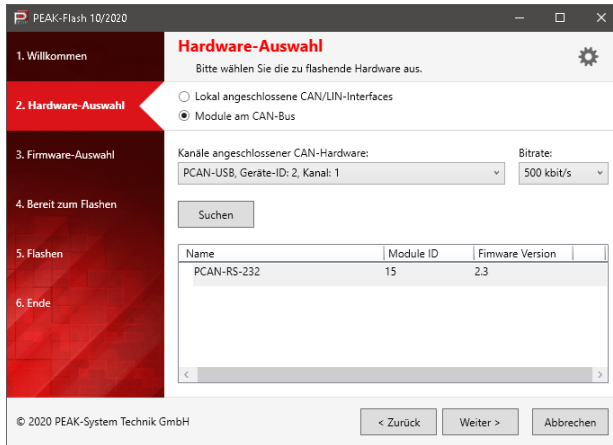 PEAK-Flash 10/2020
1. Willkommen
2. Hardware-Auswahl
3. Firmware-Auswahl
4. Bereit zum Flashen
5. Flashen
6. Ende
Hardware-Auswahl
Bitte wählen Sie die zu flashende Hardware aus.
Lokal angeschlossene CAN/LIN-Interfaces
Module am CAN-Bus
Kanäle angeschlossener CAN-Hardware: Bitrate:
PCAN-USB, Geräte-ID: 2, Kanal: 1 500 kbit/s
Suchen
Name Module ID Fimware Version
PCAN-RS-232 15 2.3
© 2020 PEAK-System Technik GmbH < Zurück Weiter > Abbrechen